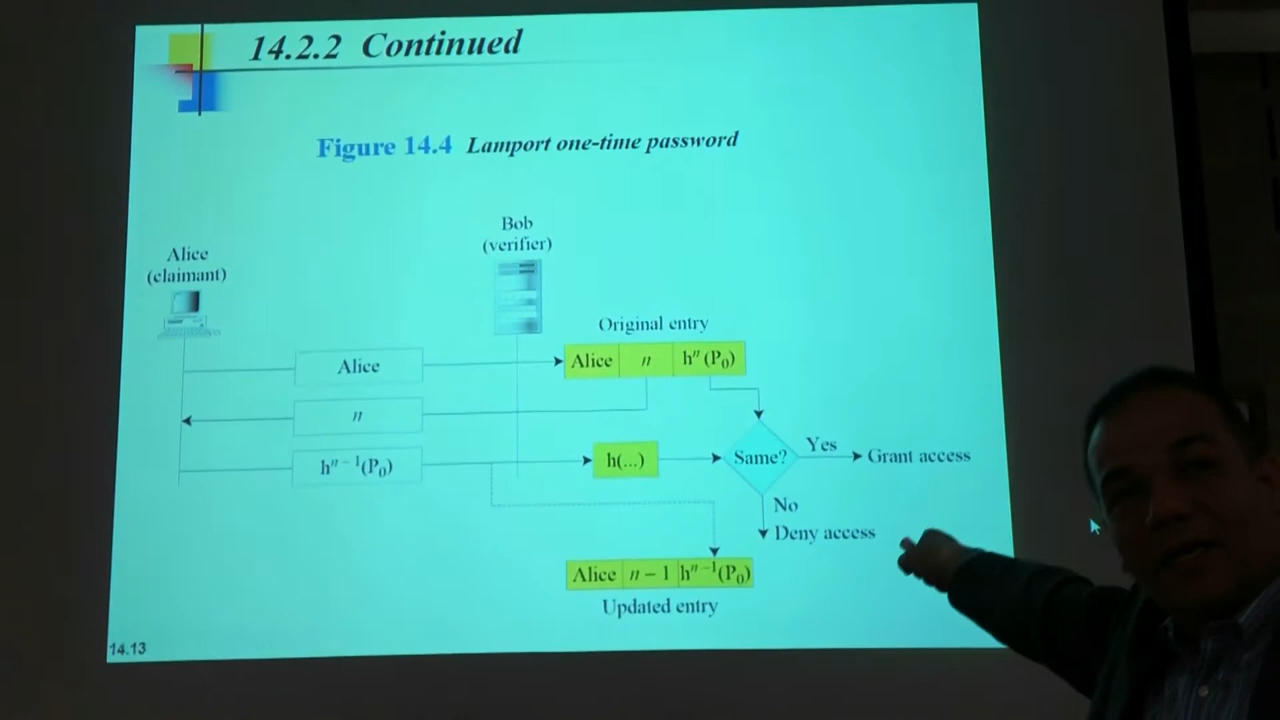 14.2.2 Continued
Figure 14.4 Lamport one-time password
Bob
(verifier)
Alice
(claimant)
Original entry
Alice
Alice n hⁿ(P₀)
n
hⁿ⁻¹(P₀)
h(...)
Same?
Yes
Grant access
No
Deny access
Alice n − 1 hⁿ⁻¹(P₀)
Updated entry
14.13